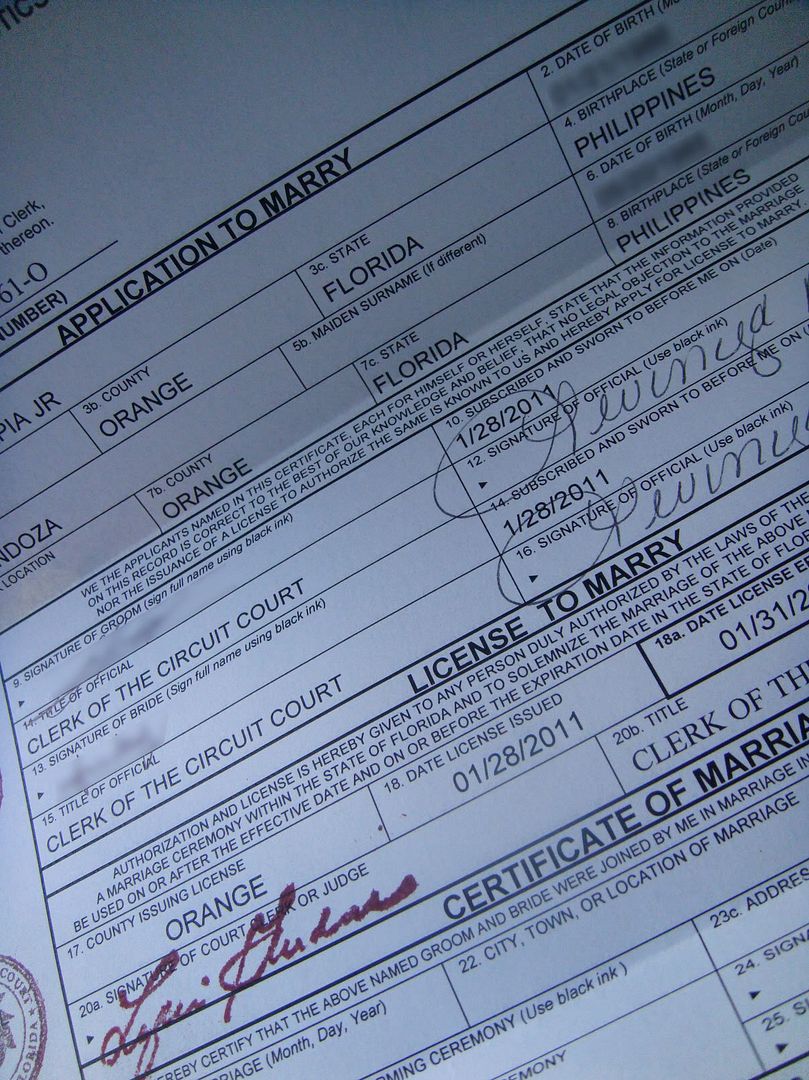 Clerk,
thereon.
61-O
NUMBER)
APPLICATION TO MARRY
2. DATE OF BIRTH
3c. STATE
FLORIDA
4. BIRTHPLACE (State or Foreign
PHILIPPINES
PIA JR
3b. COUNTY
ORANGE
5b. MAIDEN SURNAME (If different)
6. DATE OF BIRTH (Month, Day, Year)
7c. STATE
FLORIDA
8. BIRTHPLACE (State or Foreign
PHILIPPINES
NDOZA
7b. COUNTY
ORANGE
LOCATION
WE THE APPLICANTS NAMED IN THIS CERTIFICATE, EACH FOR HIMSELF OR HERSELF, STATE THAT THE INFORMATION PROVIDED
ON THIS RECORD IS CORRECT TO THE BEST OF OUR KNOWLEDGE AND BELIEF, THAT NO LEGAL OBJECTION TO THE MARRIAGE
NOR THE ISSUANCE OF A LICENSE TO AUTHORIZE THE SAME IS KNOWN TO US AND HEREBY APPLY FOR LICENSE TO MARRY.
9. SIGNATURE OF GROOM (sign full name using black ink)
10. SUBSCRIBED AND SWORN TO BEFORE ME ON (Date)
1/28/2011
TITLE OF OFFICIAL
CLERK OF THE CIRCUIT COURT
12. SIGNATURE OF OFFICIAL (Use black ink)
13. SIGNATURE OF BRIDE (Sign full name using black ink)
14. SUBSCRIBED AND SWORN TO BEFORE ME ON
1/28/2011
15. TITLE OF OFFICIAL
CLERK OF THE CIRCUIT COURT
16. SIGNATURE OF OFFICIAL (Use black ink)
LICENSE TO MARRY
AUTHORIZATION AND LICENSE IS HEREBY GIVEN TO ANY PERSON DULY AUTHORIZED BY THE LAWS OF THE
A MARRIAGE CEREMONY WITHIN THE STATE OF FLORIDA AND TO SOLEMNIZE THE MARRIAGE OF THE ABOVE
BE USED ON OR AFTER THE EFFECTIVE DATE AND ON OR BEFORE THE EXPIRATION DATE IN THE STATE OF
17. COUNTY ISSUING LICENSE
ORANGE
18. DATE LICENSE ISSUED
01/28/2011
18a. DATE LICENSE
01/31/
20a. SIGNATURE OF COURT CLERK OR JUDGE
20b. TITLE
CLERK OF
CERTIFICATE OF
HEREBY CERTIFY THAT THE ABOVE NAMED GROOM AND BRIDE WERE JOINED BY ME IN MARRIAGE IN
MARRIAGE (Month, Day, Year)
22. CITY, TOWN, OR LOCATION OF MARRIAGE
CEREMONY (Use black ink)
23c.
24.
25.
CEREMONY
COURT